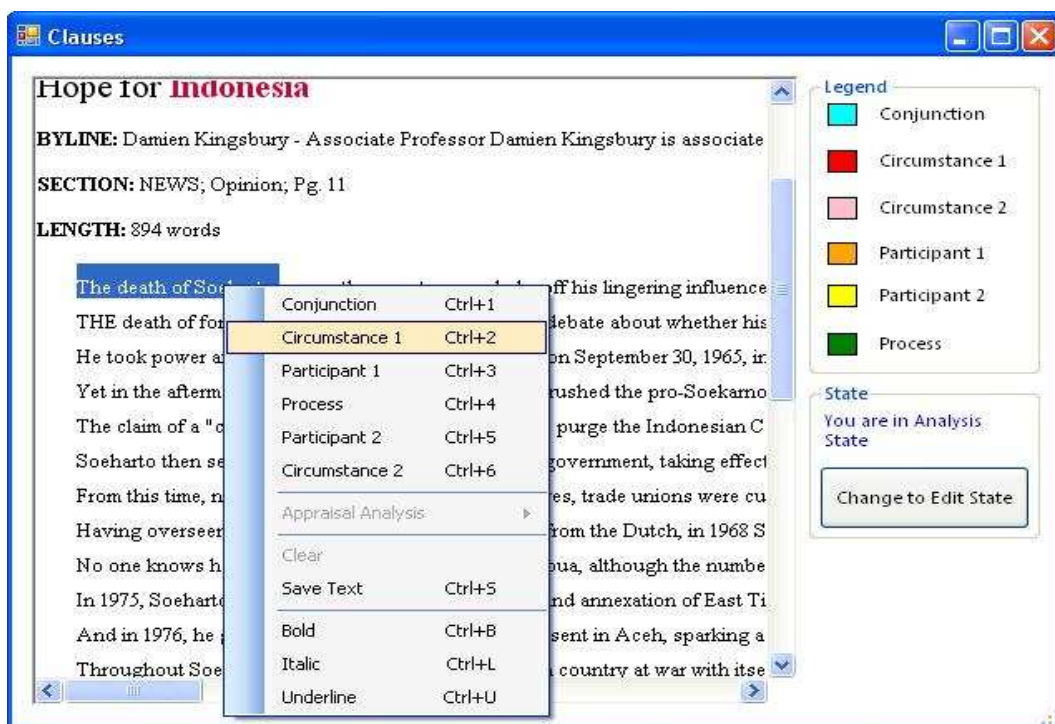 Clauses
Hope for Indonesia
BYLINE: Damien Kingsbury - Associate Professor Damien Kingsbury is associate
SECTION: NEWS; Opinion; Pg. 11
LENGTH: 894 words
The death of Soe
off his lingering influence
THE death of for
debate about whether his
He took power a
on September 30, 1965, in
Yet in the afterm
rushed the pro-Soekarno
The claim of a "c
purge the Indonesian C
Soeharto then se
government, taking effect
From this time, n
es, trade unions were cu
Having overseen
from the Dutch, in 1968 S
No one knows h
pua, although the numbe
In 1975, Soeharto
and annexation of East Ti
And in 1976, he
sent in Aceh, sparking a
Throughout Soe
country at war with itse
Conjunction Ctrl+1
Circumstance 1 Ctrl+2
Participant 1 Ctrl+3
Process Ctrl+4
Participant 2 Ctrl+5
Circumstance 2 Ctrl+6
Appraisal Analysis
Clear
Save Text Ctrl+S
Bold Ctrl+B
Italic Ctrl+L
Underline Ctrl+U
Legend
Conjunction
Circumstance 1
Circumstance 2
Participant 1
Participant 2
Process
State
You are in Analysis
State
Change to Edit State